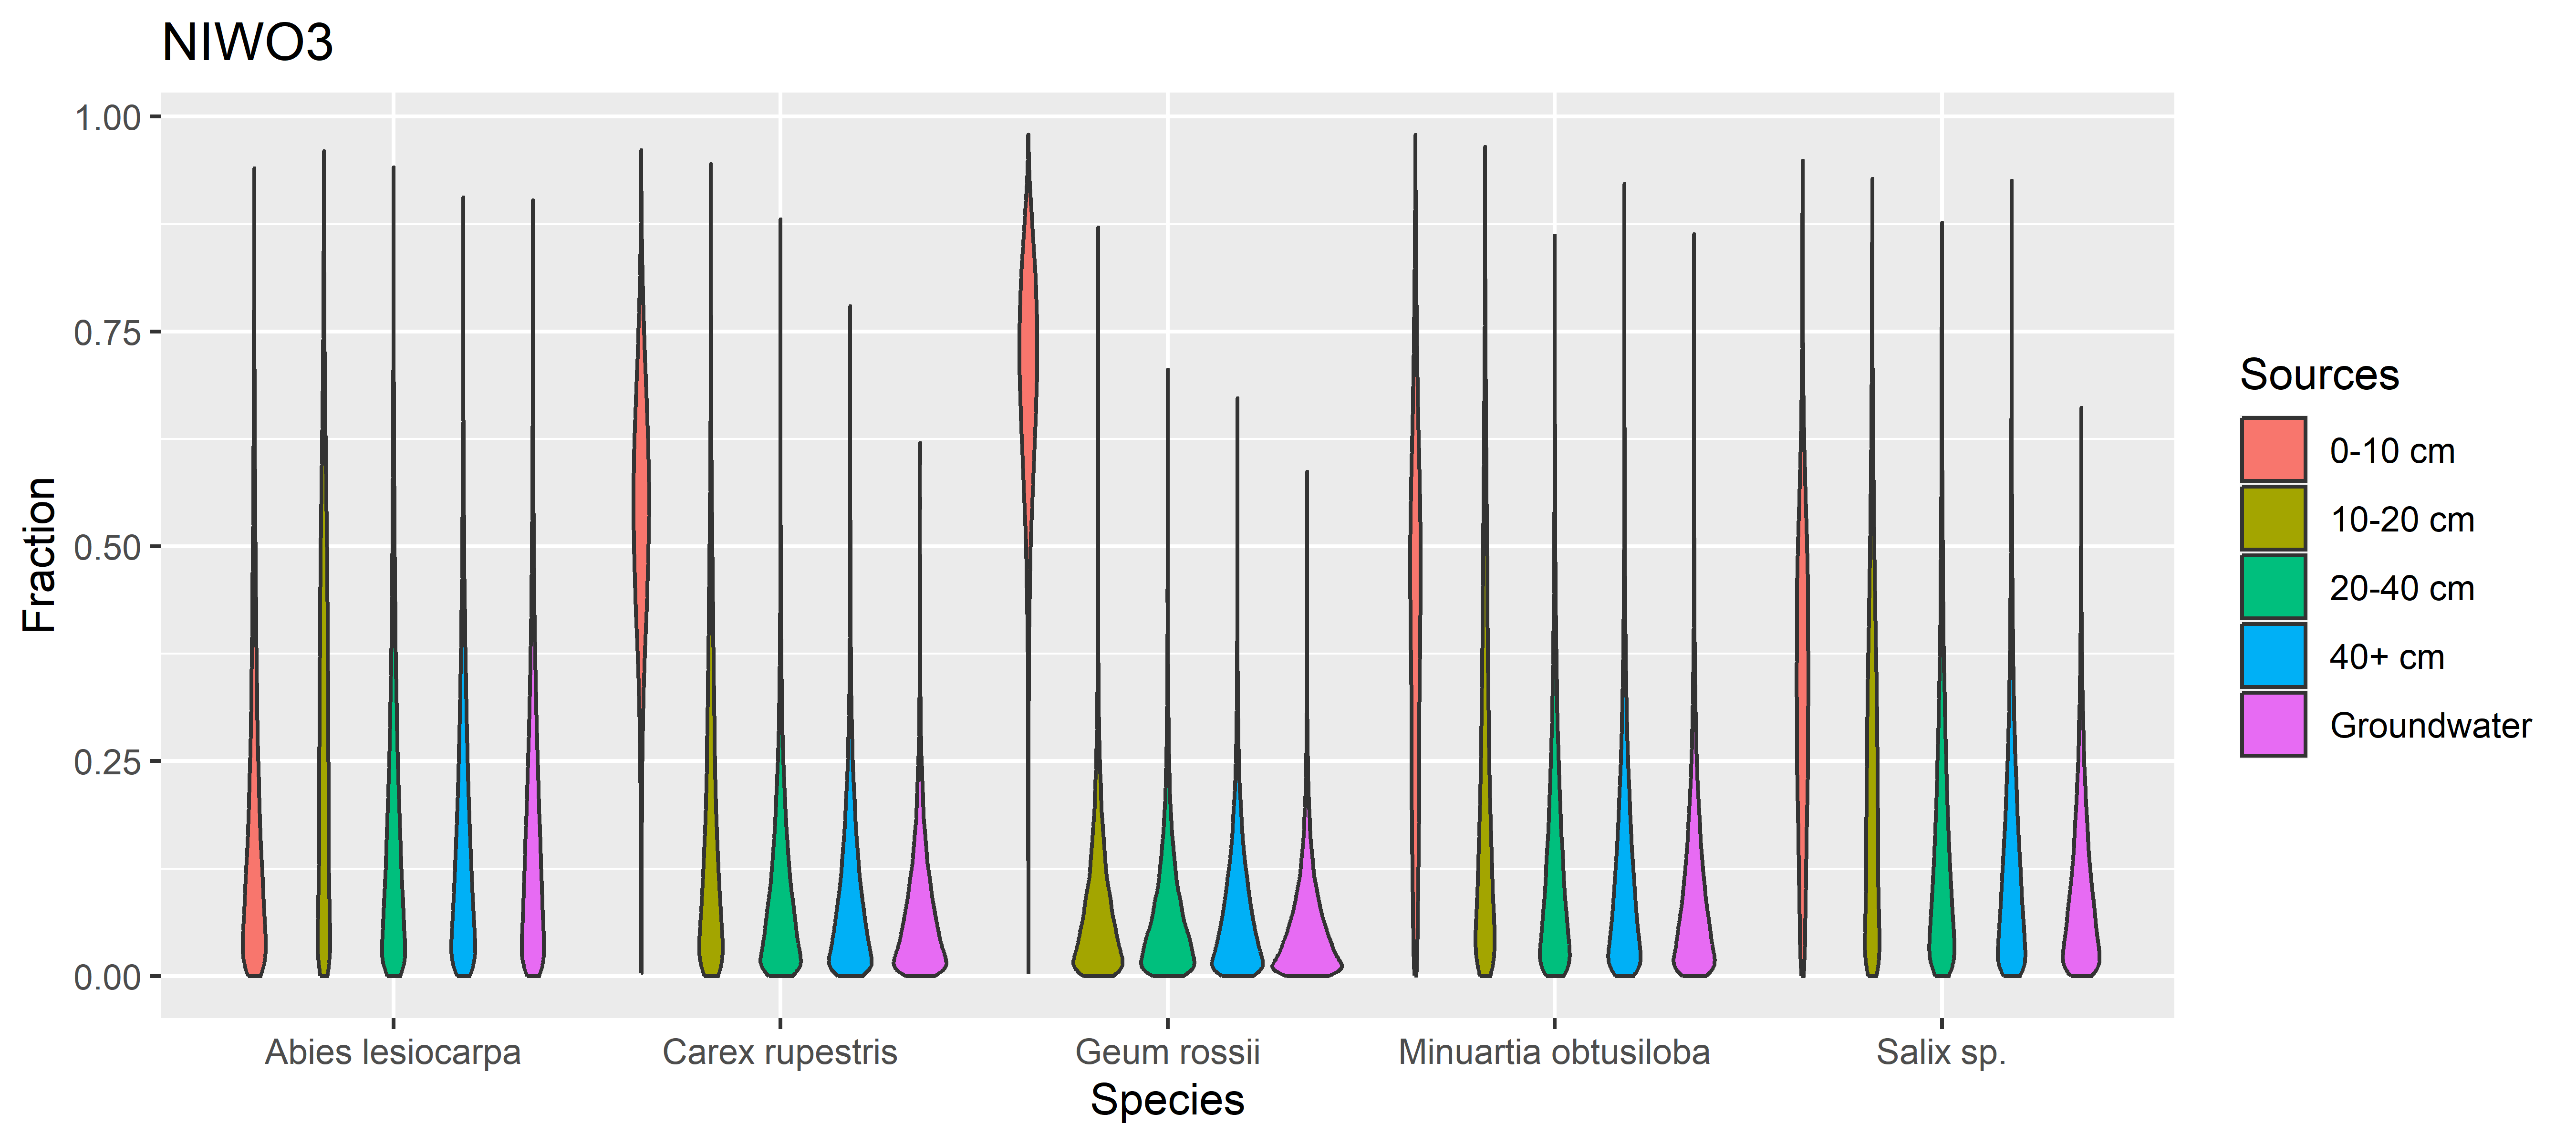 NIWO3
1.00
0.75
0.50
0.25
0.00
Fraction
Abies lesiocarpa
Carex rupestris
Geum rossii
Minuartia obtusiloba
Salix sp.
Species
Sources
0-10 cm
10-20 cm
20-40 cm
40+ cm
Groundwater